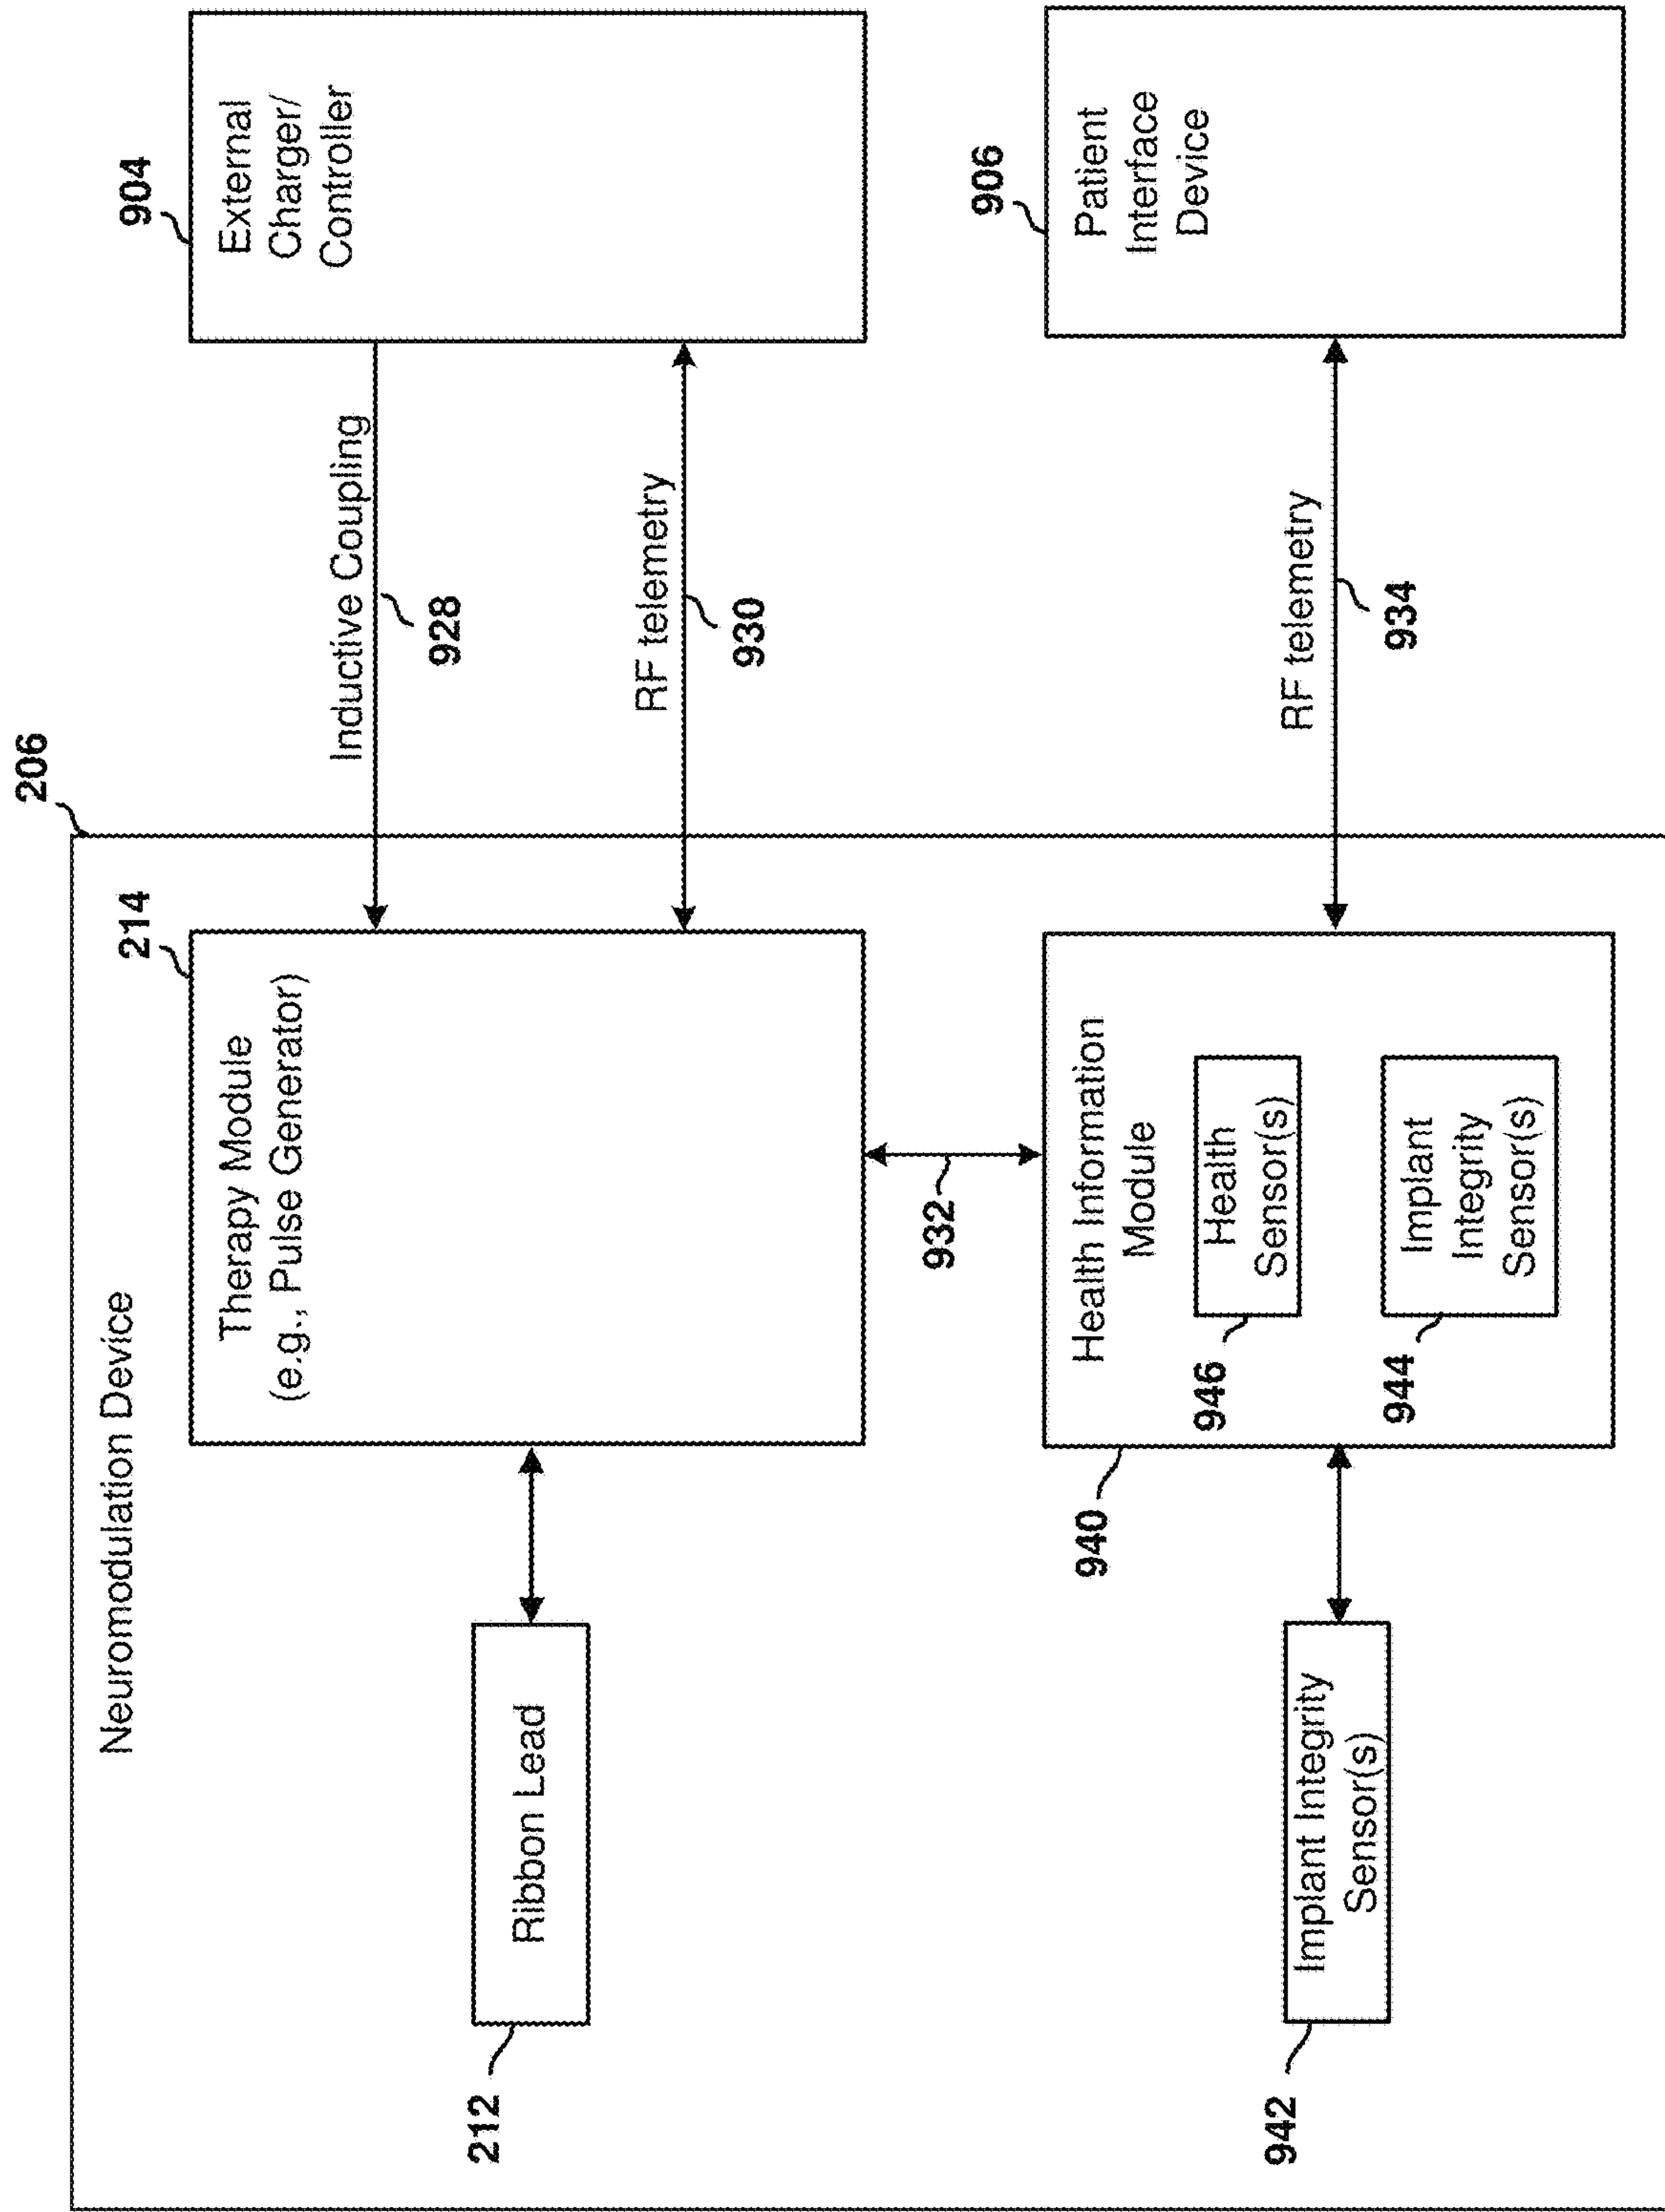 206
Neuromodulation Device
212
Ribbon Lead
214
Therapy Module
(e.g., Pulse Generator)
Inductive Coupling
928
RF telemetry
930
904
External
Charger/
Controller
932
942
Implant Integrity
Sensor(s)
940
Health Information
Module
946
Health
Sensor(s)
944
Implant
Integrity
Sensor(s)
RF telemetry
934
906
Patient
Interface
Device